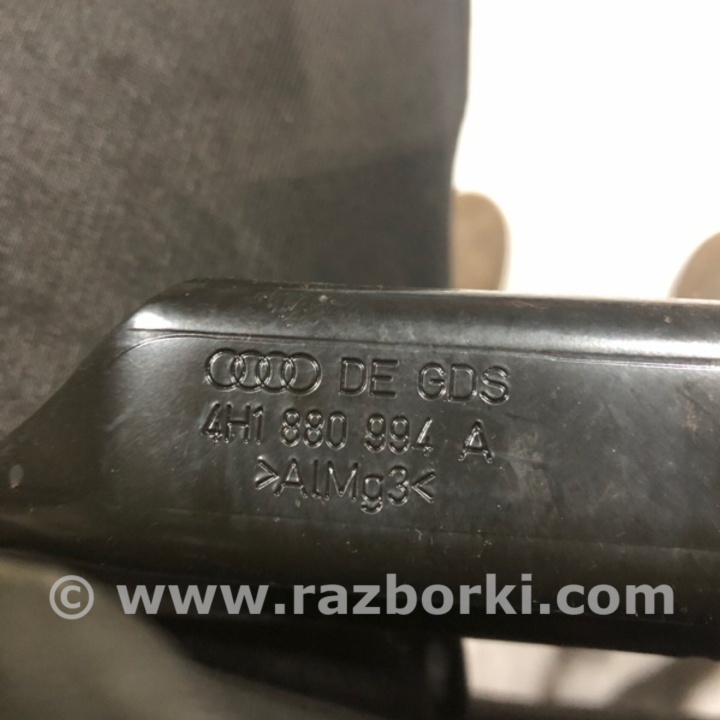 DE GDS
4H1 880 994 A
>AlMg3<
© www.razborki.com